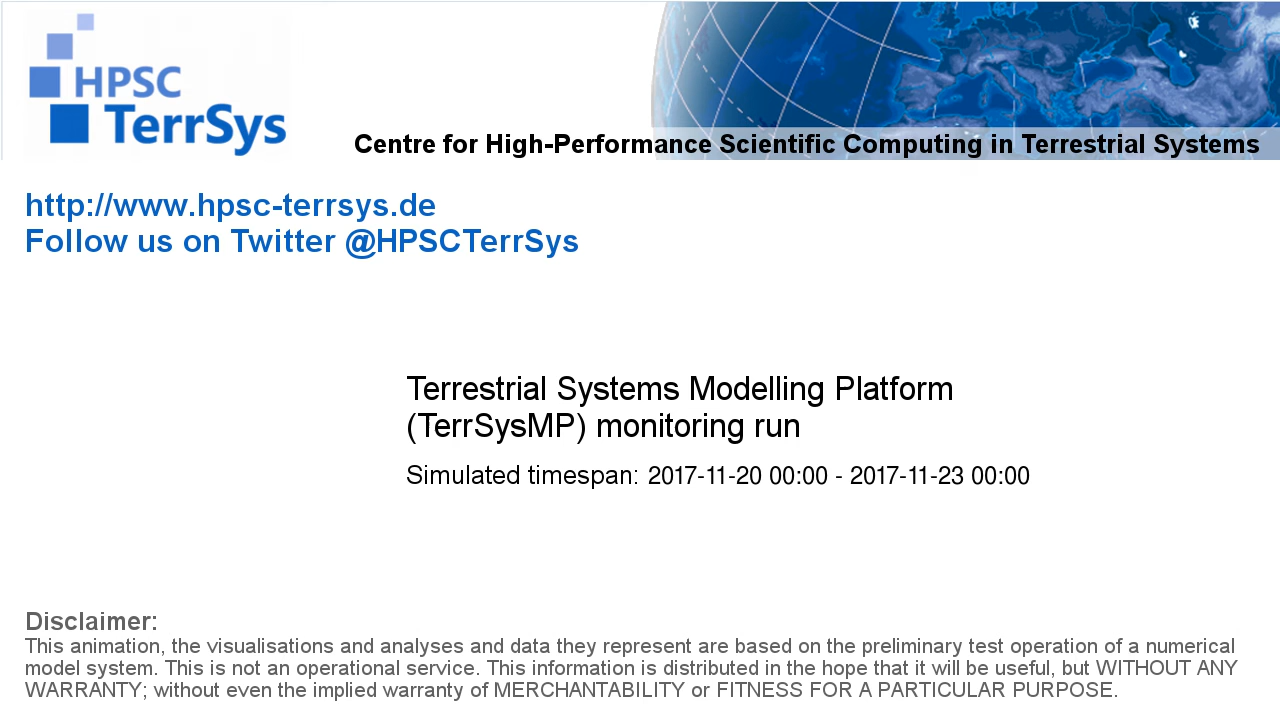 HPSC
TerrSys
Centre for High-Performance Scientific Computing in Terrestrial Systems
http://www.hpsc-terrsys.de
Follow us on Twitter @HPSCTerrSys
Terrestrial Systems Modelling Platform
(TerrSysMP) monitoring run
Simulated timespan: 2017-11-20 00:00 - 2017-11-23 00:00
Disclaimer:
This animation, the visualisations and analyses and data they represent are based on the preliminary test operation of a numerical
model system. This is not an operational service. This information is distributed in the hope that it will be useful, but WITHOUT ANY
WARRANTY; without even the implied warranty of MERCHANTABILITY or FITNESS FOR A PARTICULAR PURPOSE.